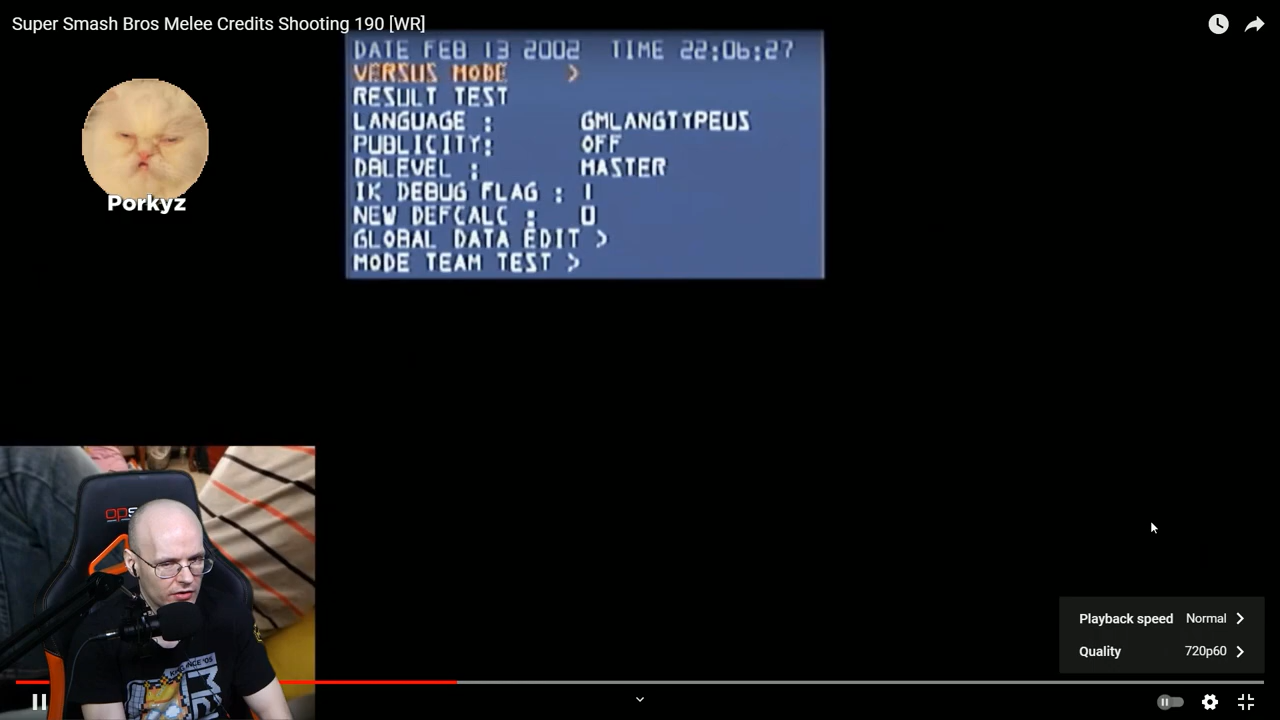 Super Smash Bros Melee Credits Shooting 190 [WR]
DATE FEB 13 2002 TIME 22:06:27
VERSUS MODE >
RESULT TEST
LANGUAGE : GMLANGTYPEUS
PUBLICITY: OFF
DBLEVEL : MASTER
IK DEBUG FLAG : 1
NEW DEFCALC : 0
GLOBAL DATA EDIT >
MODE TEAM TEST >
Porkyz
Playback speed Normal
Quality 720p60